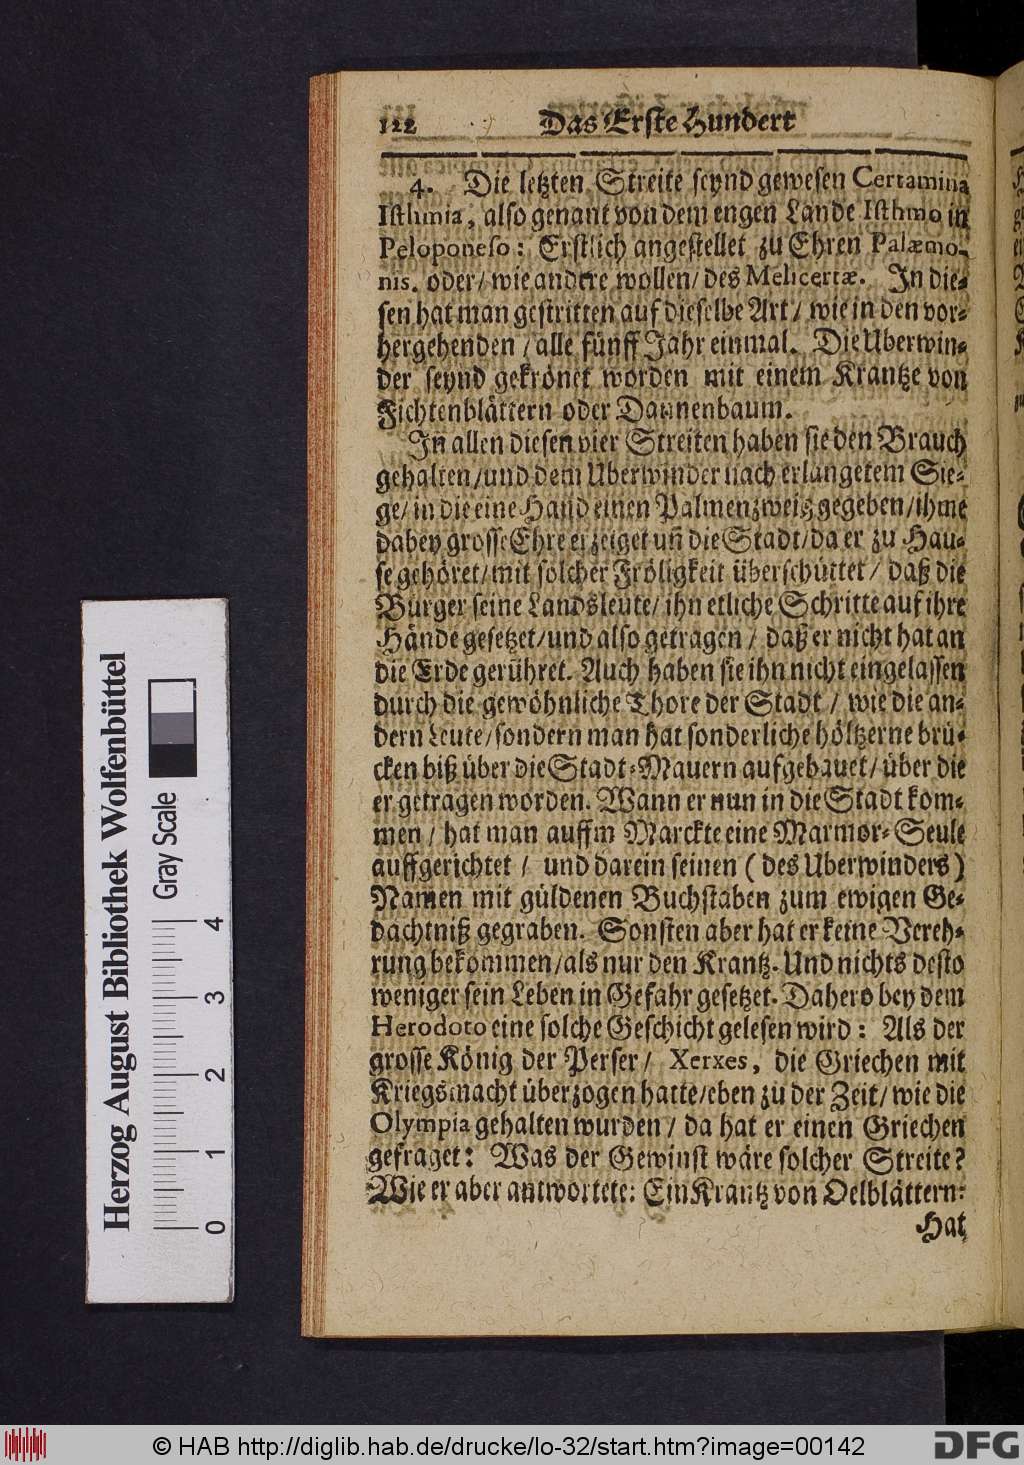 122 Das Erste Hundert
4. Die letzten Streite seynd gewesen Certamina
Isthmia, also genant von dem engen Lande Isthmo in
Peloponeso: Erstlich angestellet zu Ehren Palæmo-
nis. oder/ wie andere wollen/ des Melicertæ. In die-
sen hat man gestritten auf dieselbe Art/ wie in den vor-
hergehenden / alle fünff Jahr einmal. Die Uberwin-
der seynd gekrönet worden mit einem Krantze von
Fichtenblättern oder Dannenbaum.
In allen diesen vier Streiten haben sie den Brauch
gehalten/und dem Uberwinder nach erlangetem Sie-
ge/ in die eine Hand einen Palmenzweig gegeben/ihme
dabey grosse Ehre erzeiget uñ die Stadt/da er zu Hau-
se gehöret/mit solcher Fröligkeit überschüttet/ daß die
Bürger seine Landsleute/ ihn etliche Schritte auf ihre
Hände gesetzet/und also getragen / daß er nicht hat an
die Erde gerühret. Auch haben sie ihn nicht eingelassen
durch die gewöhnliche Thore der Stadt / wie die an-
dern Leute/sondern man hat sonderliche höltzerne brü-
cken biß über die Stadt-Mauern aufgebauet/ über die
er getragen worden. Wann er nun in die Stadt kom-
men / hat man auffm Marckte eine Marmor-Seule
auffgerichtet / und darein seinen (des Uberwinders)
Namen mit güldenen Buchstaben zum ewigen Ge-
dachtniß gegraben. Sonsten aber hat er keine Vereh-
rung bekommen/als nur den Krantz. Und nichts desto
weniger sein Leben in Gefahr gesetzet. Dahero bey dem
Herodoto eine solche Geschicht gelesen wird: Als der
grosse König der Perser/ Xerxes, die Griechen mit
Kriegsmacht überzogen hatte/eben zu der Zeit/ wie die
Olympia gehalten wurden / da hat er einen Griechen
gefraget: Was der Gewinst wäre solcher Streite?
Wie er aber antwortete: Ein Krantz von Oelblättern:
Hat
Herzog August Bibliothek Wolfenbüttel
Gray Scale
0 1 2 3 4
© HAB http://diglib.hab.de/drucke/lo-32/start.htm?image=00142
DFG